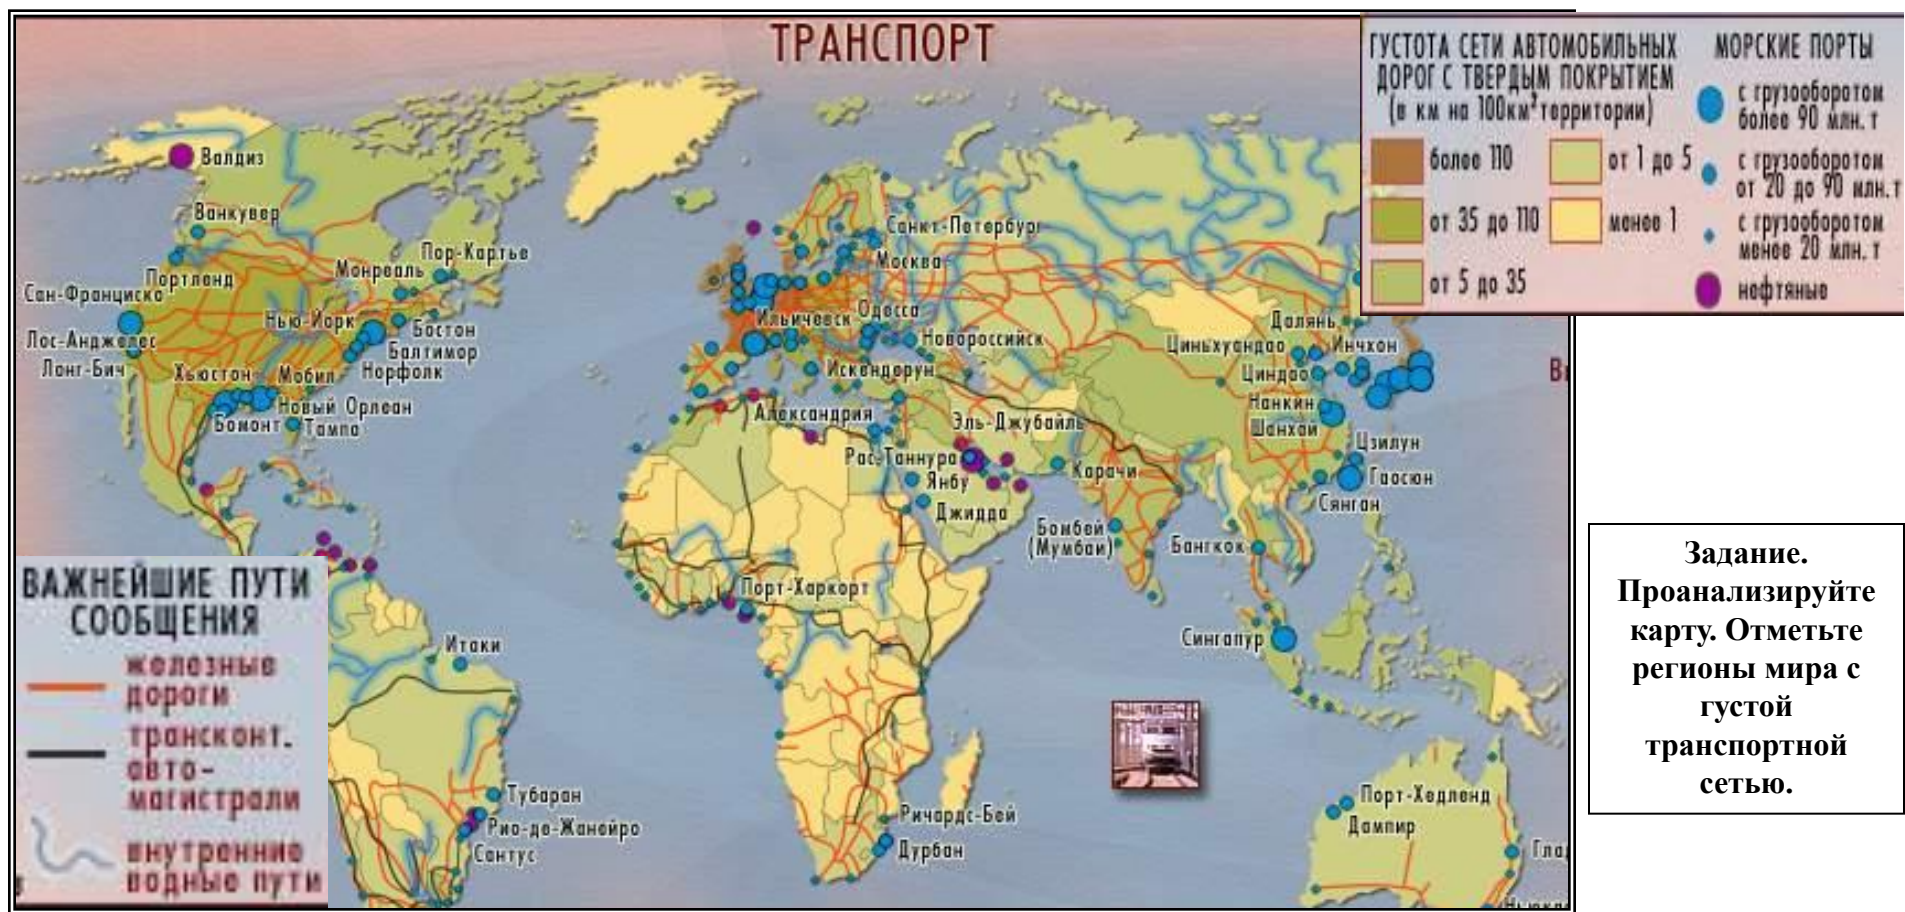 ТРАНСПОРТ
ГУСТОТА СЕТИ АВТОМОБИЛЬНЫХ
ДОРОГ С ТВЕРДЫМ ПОКРЫТИЕМ
(в км на 100км² территории)
более 110
от 35 до 110
от 5 до 35
от 1 до 5
менее 1
МОРСКИЕ ПОРТЫ
с грузооборотом
более 90 млн. т
с грузооборотом
от 20 до 90 млн. т
с грузооборотом
менее 20 млн. т
нефтяные
Валдиз
Ванкувер
Портленд
Сан-Франциско
Лос-Анджелес
Лонг-Бич
Пор-Картье
Монреаль
Нью-Йорк
Бостон
Балтимор
Норфолк
Хьюстон
Мобил
Новый Орлеан
Бомонт
Тампа
Санкт-Петербург
Москва
Ильичевск
Одесса
Новороссийск
Искендерун
Александрия
Эль-Джубайль
Рас-Таннура
Янбу
Джидда
Карачи
Бомбей
(Мумбаи)
Бангкок
Сингапур
Далянь
Циньхуандао
Инчхон
Циндао
Нанкин
Шанхай
Цзилун
Гаосюн
Сянган
Порт-Харкорт
Итаки
Тубаран
Рио-де-Жанейро
Сантус
Ричардс-Бей
Дурбан
Порт-Хедленд
Дампир
Гла
ВАЖНЕЙШИЕ ПУТИ
СООБЩЕНИЯ
железные
дороги
трансконт.
авто-
магистрали
внутренние
водные пути
Задание.
Проанализируйте
карту. Отметьте
регионы мира с
густой
транспортной
сетью.